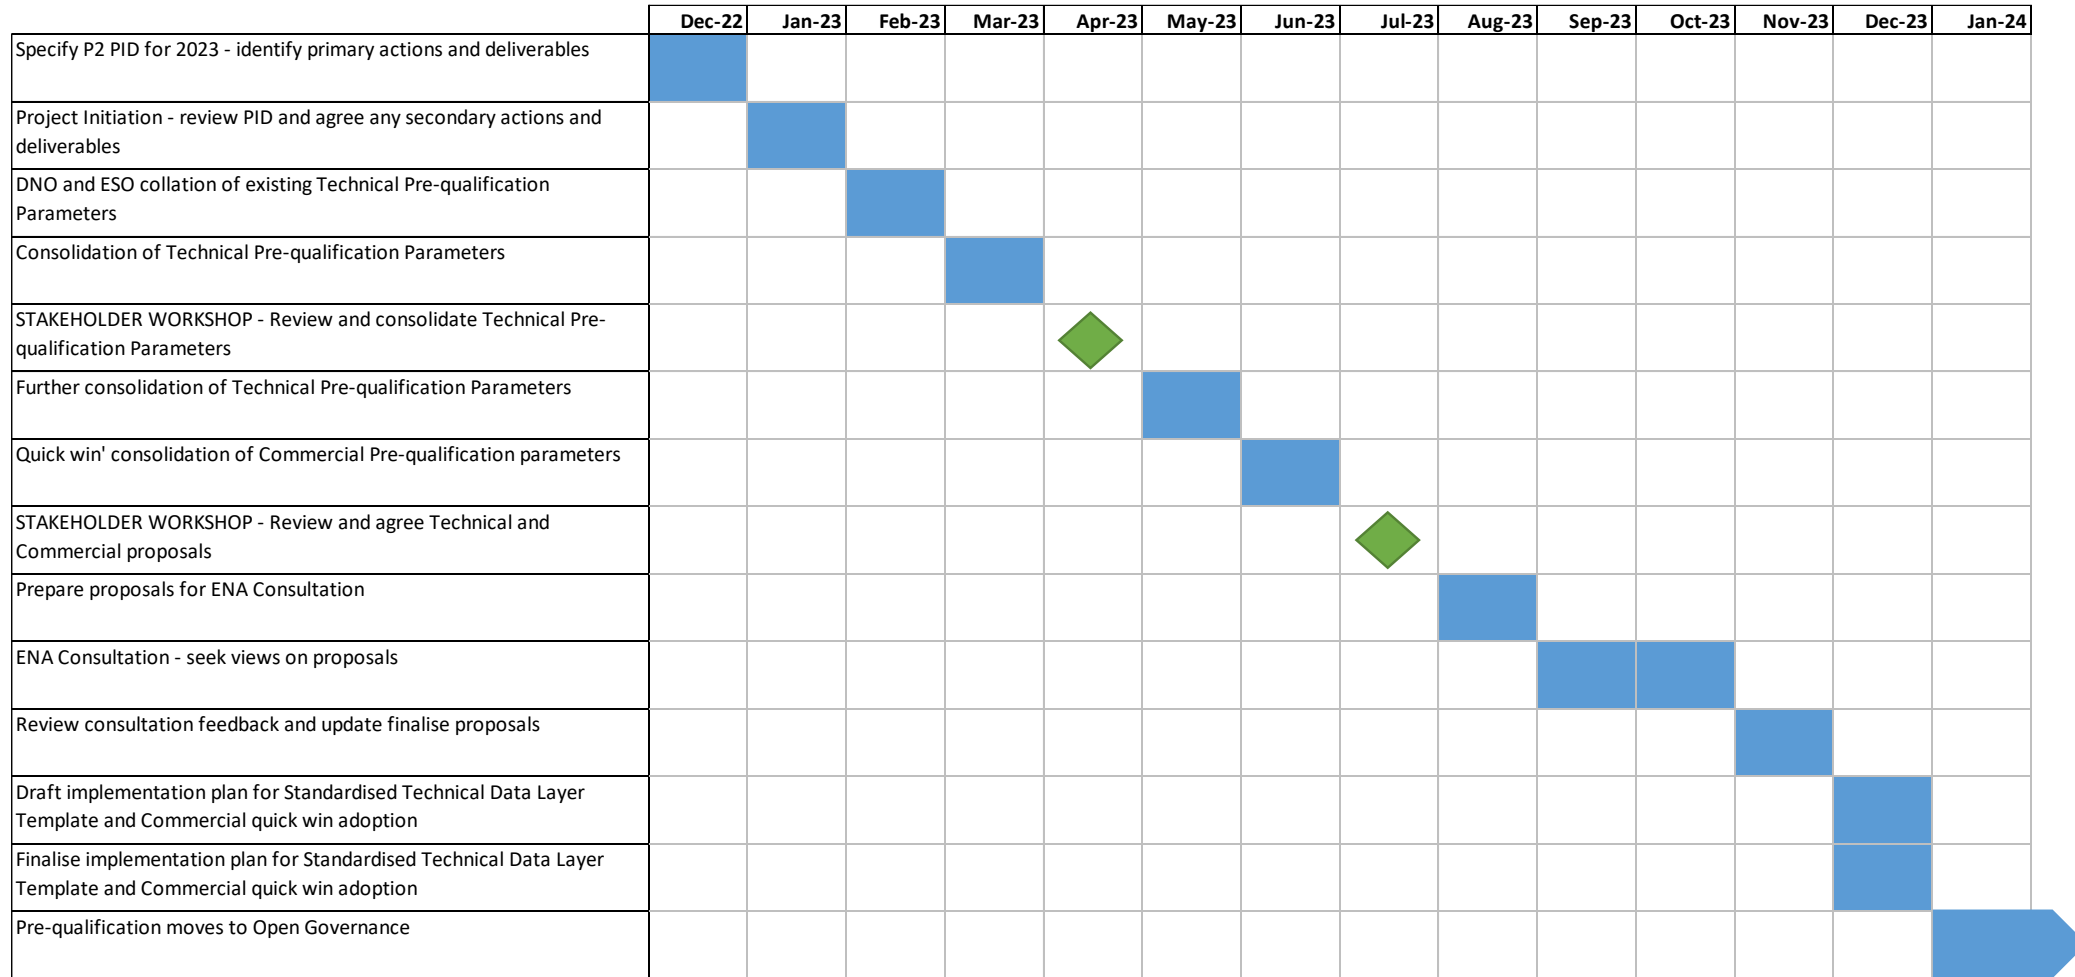 Dec-22 Jan-23 Feb-23 Mar-23 Apr-23 May-23 Jun-23 Jul-23 Aug-23 Sep-23 Oct-23 Nov-23 Dec-23 Jan-24
Specify P2 PID for 2023 - identify primary actions and deliverables
Project Initiation - review PID and agree any secondary actions and
deliverables
DNO and ESO collation of existing Technical Pre-qualification
Parameters
Consolidation of Technical Pre-qualification Parameters
STAKEHOLDER WORKSHOP - Review and consolidate Technical Pre-
qualification Parameters
Further consolidation of Technical Pre-qualification Parameters
Quick win' consolidation of Commercial Pre-qualification parameters
STAKEHOLDER WORKSHOP - Review and agree Technical and
Commercial proposals
Prepare proposals for ENA Consultation
ENA Consultation - seek views on proposals
Review consultation feedback and update finalise proposals
Draft implementation plan for Standardised Technical Data Layer
Template and Commercial quick win adoption
Finalise implementation plan for Standardised Technical Data Layer
Template and Commercial quick win adoption
Pre-qualification moves to Open Governance